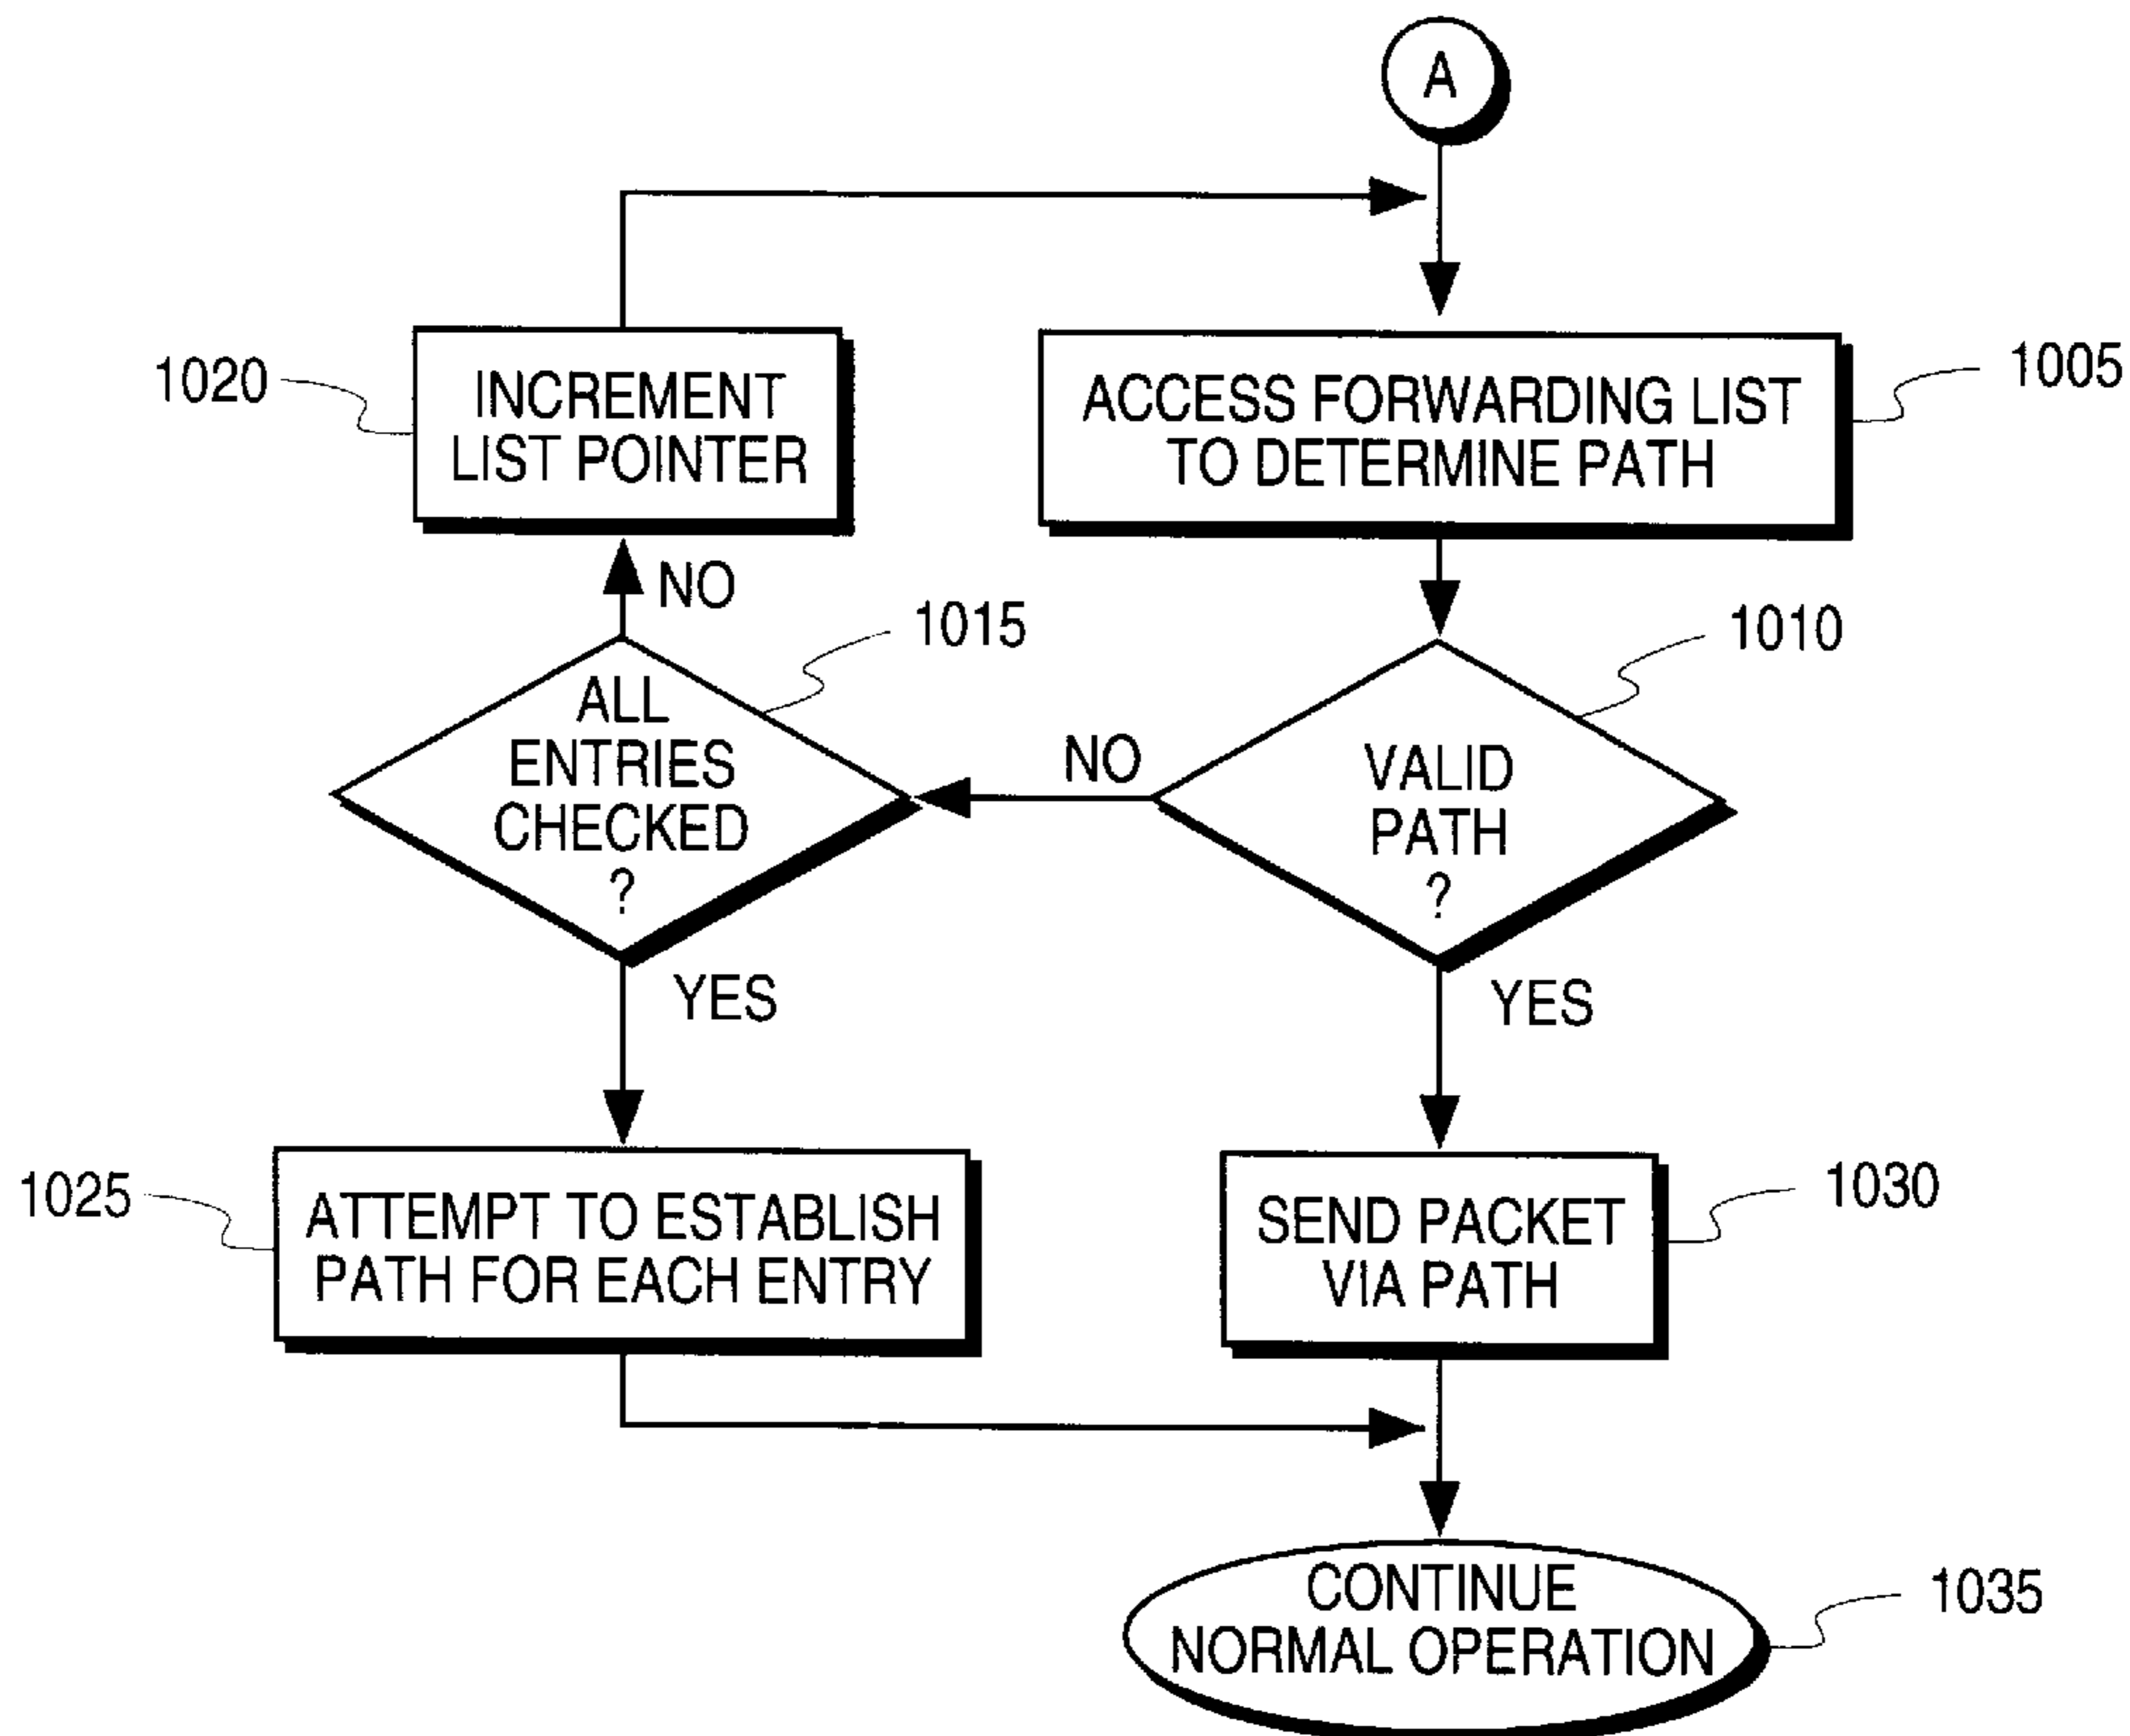 A
1020
INCREMENT
LIST POINTER
ACCESS FORWARDING LIST
TO DETERMINE PATH
1005
NO
1015
1010
ALL
ENTRIES
CHECKED
?
NO
VALID
PATH
?
YES
YES
1025
ATTEMPT TO ESTABLISH
PATH FOR EACH ENTRY
SEND PACKET
VIA PATH
1030
CONTINUE
NORMAL OPERATION
1035